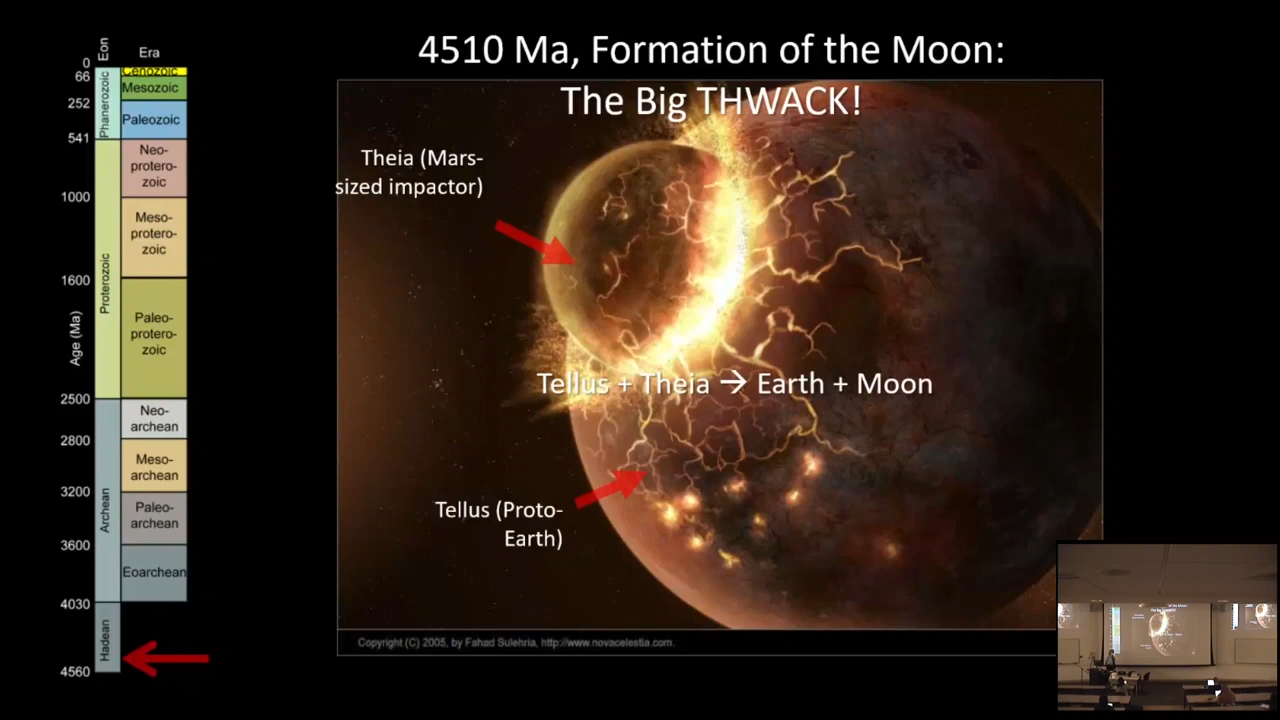 4510 Ma, Formation of the Moon:
The Big THWACK!
Eon
Era
0
66
252
541
1000
1600
2500
2800
3200
3600
4030
4560
Age (Ma)
Phanerozoic
Proterozoic
Archean
Hadean
Cenozoic
Mesozoic
Paleozoic
Neo-
protero-
zoic
Meso-
protero-
zoic
Paleo-
protero-
zoic
Neo-
archean
Meso-
archean
Paleo-
archean
Eoarchean
Theia (Mars-
sized impactor)
Tellus + Theia → Earth + Moon
Tellus (Proto-
Earth)
Copyright (C) 2005, by Fahad Sulehria, http://www.novacelestia.com.